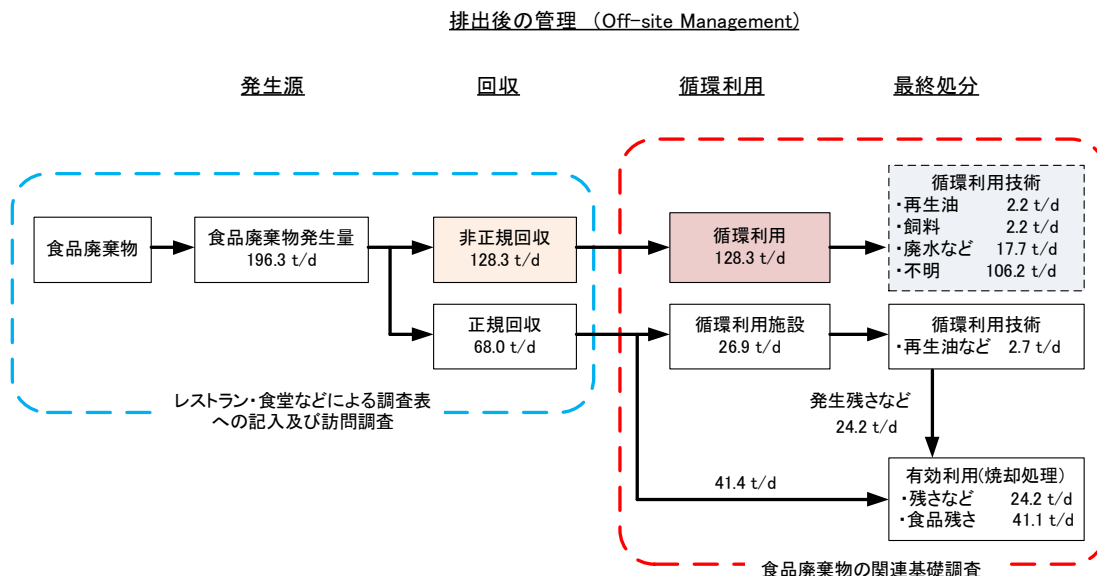 排出後の管理 (Off-site Management)
発生源
回収
循環利用
最終処分
食品廃棄物
食品廃棄物発生量
196.3 t/d
非正規回収
128.3 t/d
循環利用
128.3 t/d
循環利用技術
・再生油 2.2 t/d
・飼料 2.2 t/d
・廃水など 17.7 t/d
・不明 106.2 t/d
正規回収
68.0 t/d
循環利用施設
26.9 t/d
循環利用技術
・再生油など 2.7 t/d
レストラン・食堂などによる調査表
への記入及び訪問調査
発生残さなど
24.2 t/d
41.4 t/d
有効利用(焼却処理)
・残さなど 24.2 t/d
・食品残さ 41.1 t/d
食品廃棄物の関連基礎調査